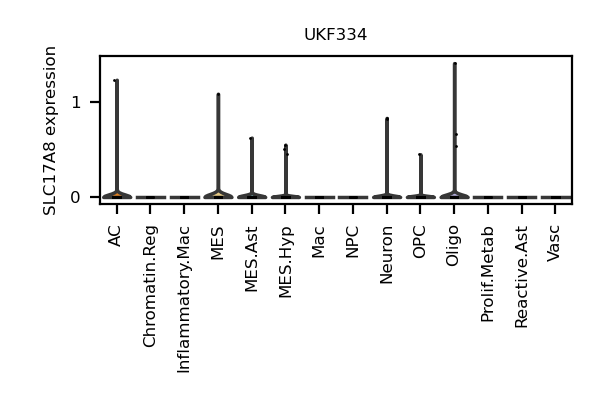 UKF334
SLC17A8 expression
1
0
AC
Chromatin.Reg
Inflammatory.Mac
MES
MES.Ast
MES.Hyp
Mac
NPC
Neuron
OPC
Oligo
Prolif.Metab
Reactive.Ast
Vasc